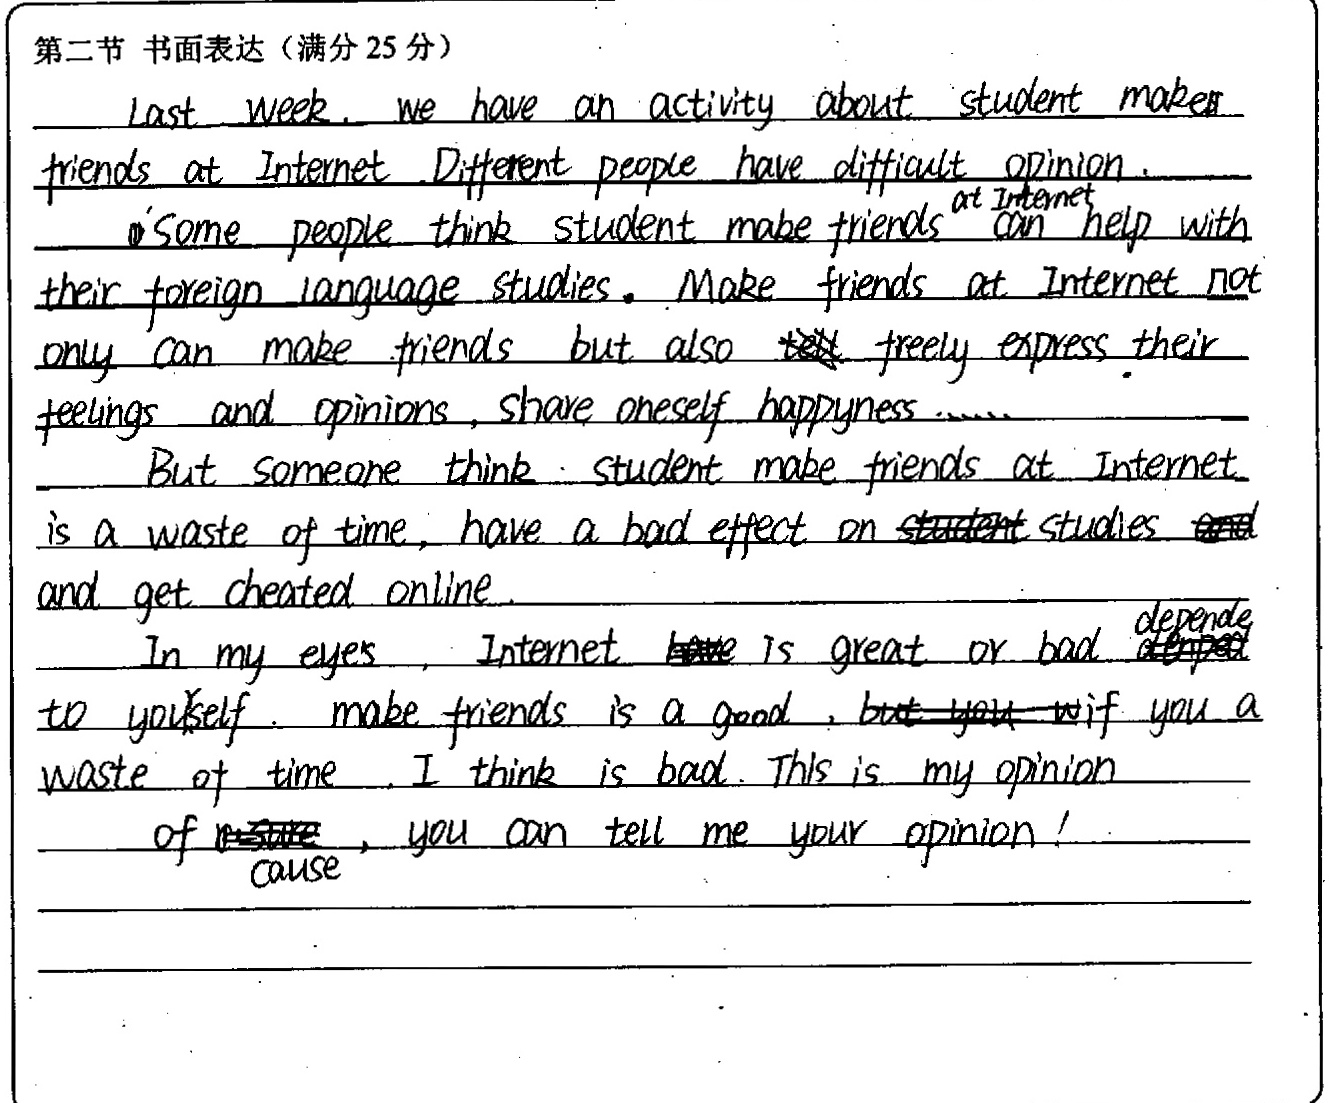 第二节 书面表达（满分 25 分）
Last week. we have an activity about student make
friends at Internet. Different people have difficult opinion.
Some people think student make friends at Internet can help with
their foreign language studies. Make friends at Internet not
only can make friends but also freely express their
feelings and opinions, share oneself happyness ......
But someone think student make friends at Internet
is a waste of time, have a bad effect on studies
and get cheated online.
In my eyes, Internet is great or bad depende
to youself. make friends is a good, if you a
waste of time. I think is bad. This is my opinion
of cause, you can tell me your opinion!